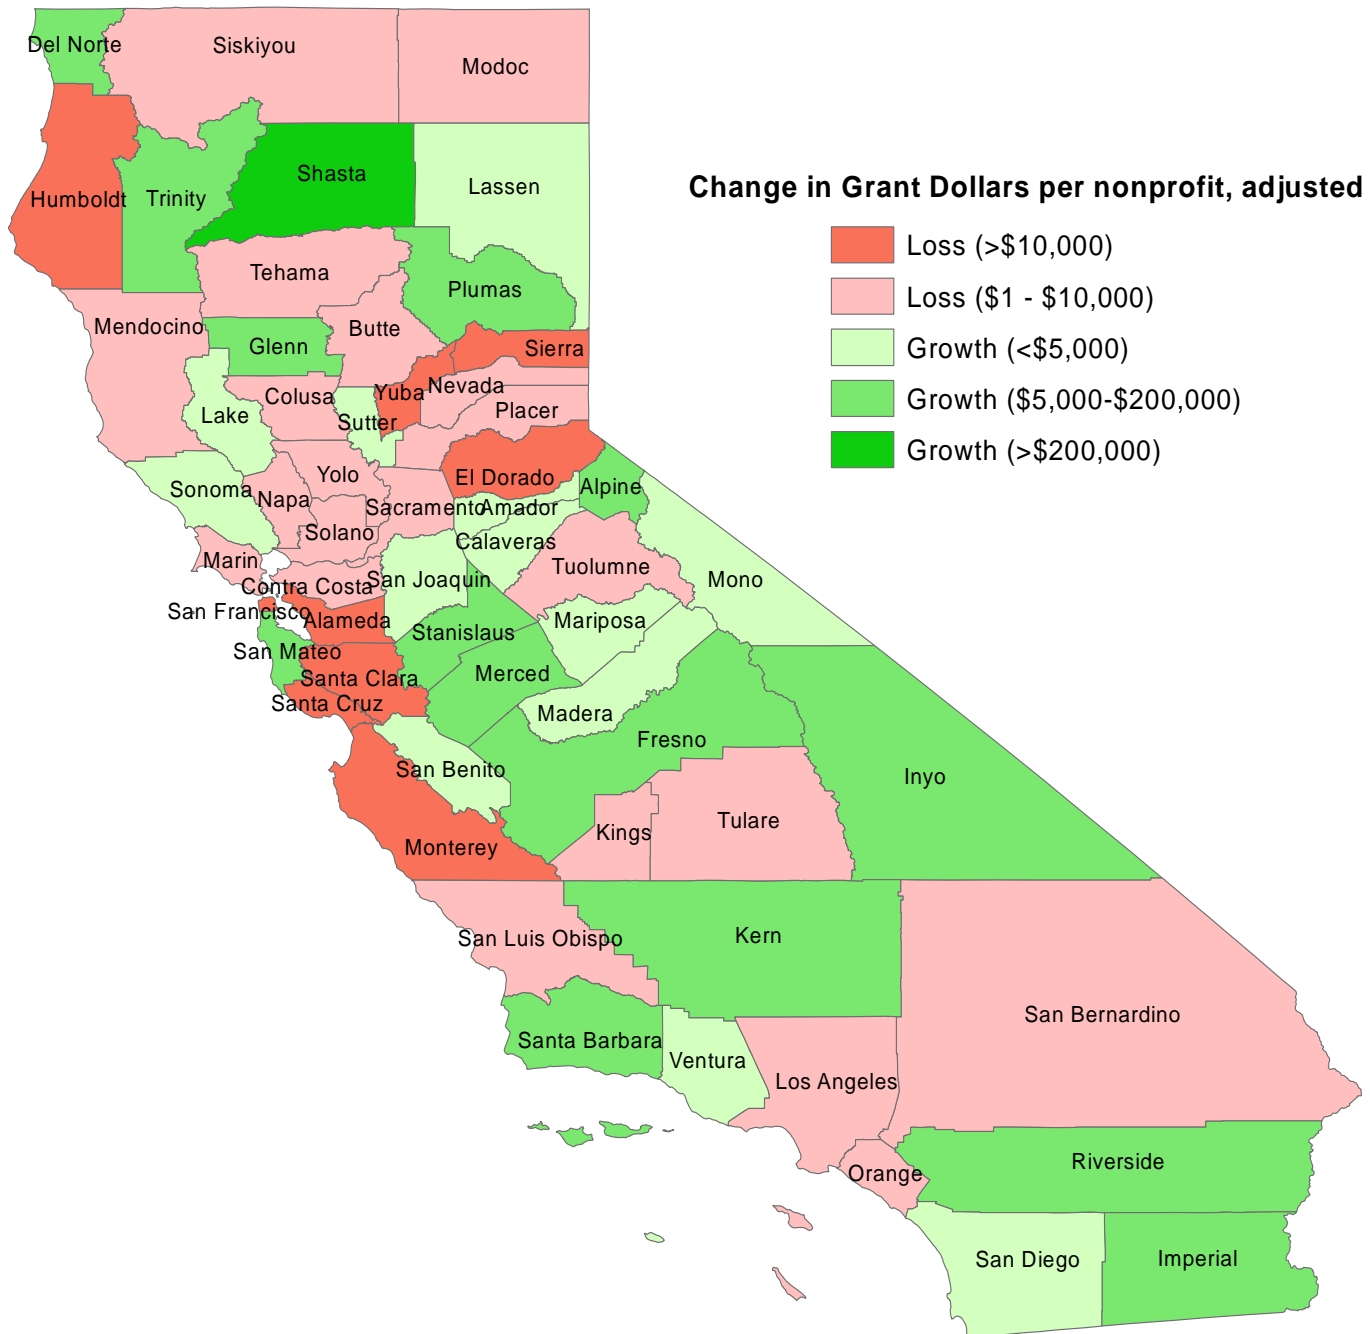 Del Norte
Siskiyou
Modoc
Humboldt
Trinity
Shasta
Lassen
Change in Grant Dollars per nonprofit, adjusted
Loss (>$10,000)
Loss ($1 - $10,000)
Growth (<$5,000)
Growth ($5,000-$200,000)
Growth (>$200,000)
Tehama
Plumas
Mendocino
Butte
Glenn
Sierra
Nevada
Yuba
Colusa
Placer
Lake
Sutter
Yolo
El Dorado
Sonoma
Napa
Alpine
Sacramento
Amador
Solano
Calaveras
Marin
Tuolumne
Contra Costa
San Joaquin
Mono
San Francisco
Alameda
Mariposa
Stanislaus
San Mateo
Santa Clara
Merced
Santa Cruz
Madera
Fresno
San Benito
Inyo
Kings
Tulare
Monterey
San Luis Obispo
Kern
San Bernardino
Santa Barbara
Ventura
Los Angeles
Orange
Riverside
San Diego
Imperial